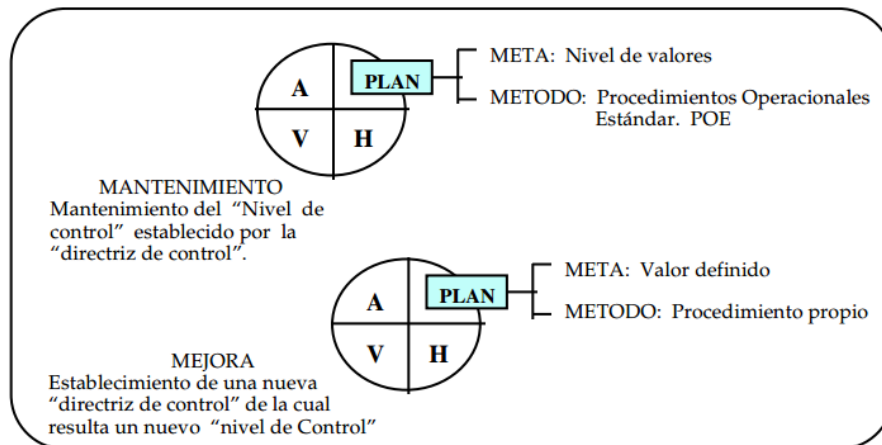 A
PLAN
V
H
META: Nivel de valores
METODO: Procedimientos Operacionales
Estándar. POE
MANTENIMIENTO
Mantenimiento del “Nivel de
control” establecido por la
“directriz de control”.
A
PLAN
V
H
META: Valor definido
METODO: Procedimiento propio
MEJORA
Establecimiento de una nueva
“directriz de control” de la cual
resulta un nuevo “nivel de Control”